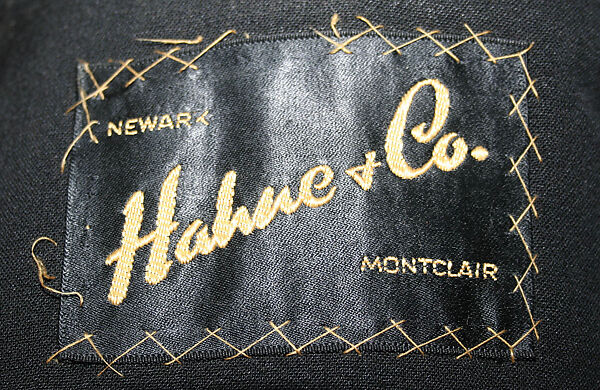 NEWARK
Hahne & Co.
MONTCLAIR